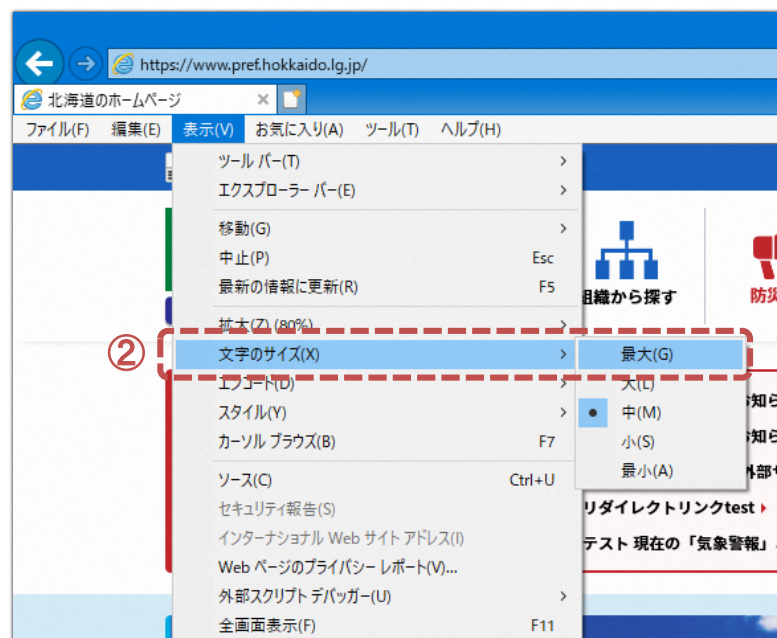 https://www.pref.hokkaido.lg.jp/
北海道のホームページ
ファイル(F) 編集(E) 表示(V) お気に入り(A) ツール(T) ヘルプ(H)
ツール バー(T)
エクスプローラー バー(E)
移動(G)
中止(P) Esc
最新の情報に更新(R) F5
組織から探す
防災
拡大(Z) (80%)
② 文字のサイズ(X) 最大(G)
エンコード(D) 大(L)
スタイル(Y) 中(M)
カーソル ブラウズ(B) F7 小(S)
最小(A)
ソース(C) Ctrl+U
セキュリティ報告(S)
リダイレクトリンクtest
インターナショナル Web サイト アドレス(I)
テスト 現在の「気象警報」
Web ページのプライバシー レポート(V)...
外部スクリプト デバッガー(U)
全画面表示(F) F11